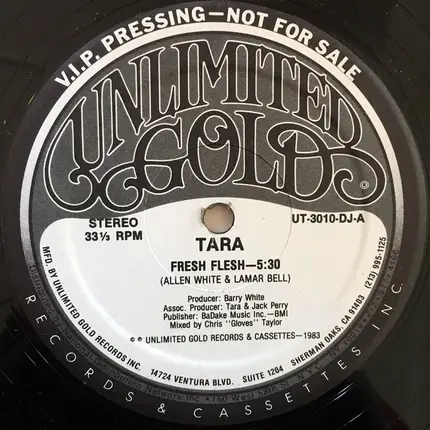 V.I.P. PRESSING—NOT FOR SALE
UNLIMITED
GOLD
STEREO
33⅓ RPM
UT-3010-DJ-A
TARA
FRESH FLESH—5:30
(ALLEN WHITE & LAMAR BELL)
Producer: Barry White
Assoc. Producer: Tara & Jack Perry
Publisher: BaDake Music Inc.—BMI
Mixed by Chris "Gloves" Taylor
© ℗ UNLIMITED GOLD RECORDS & CASSETTES—1983
MFD. BY UNLIMITED GOLD RECORDS INC. 14724 VENTURA BLVD. SUITE 1204 SHERMAN OAKS, CA. 91483 (213) 995-1125
RECORDS & CASSETTES INC.